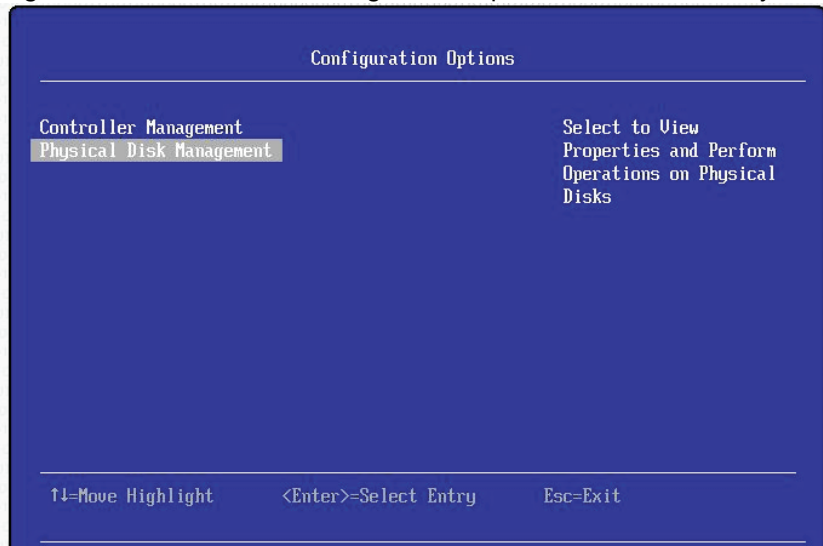 Configuration Options
Controller Management
Physical Disk Management
Select to View
Properties and Perform
Operations on Physical
Disks
↑↓=Move Highlight <Enter>=Select Entry Esc=Exit